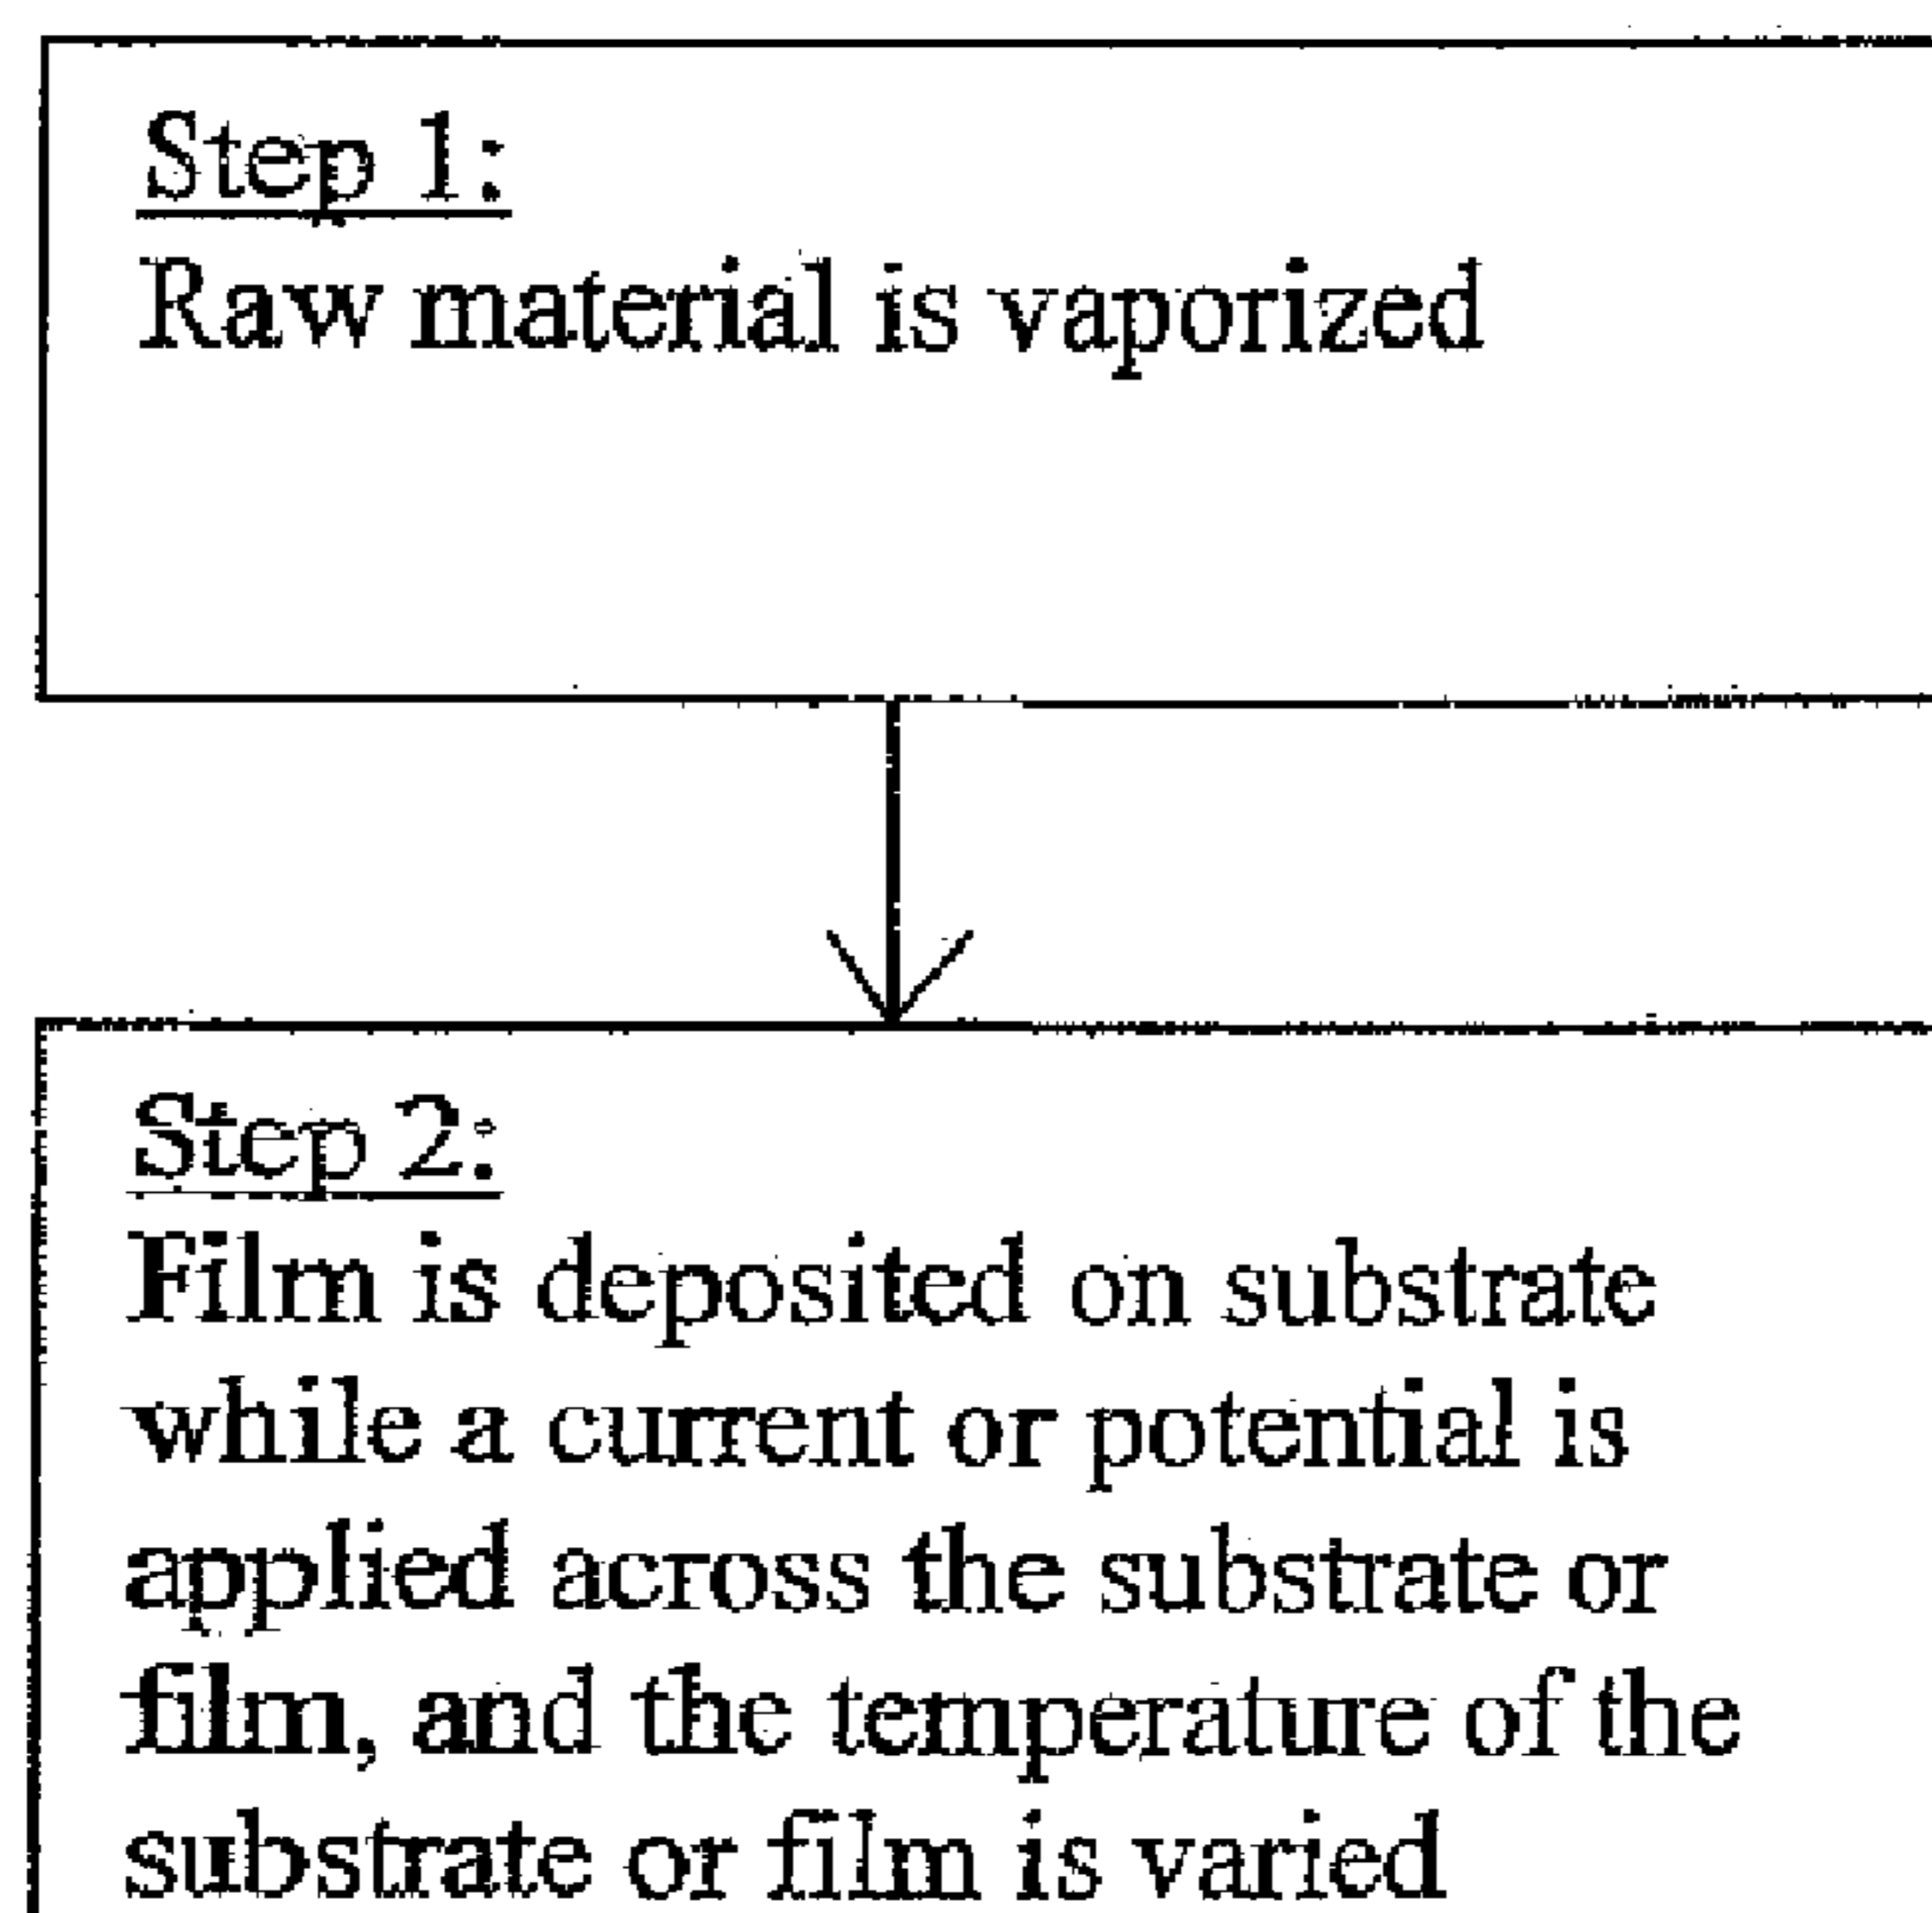 Step 1:
Raw material is vaporized
Step 2:
Film is deposited on substrate
while a current or potential is
applied across the substrate or
film, and the temperature of the
substrate or film is varied